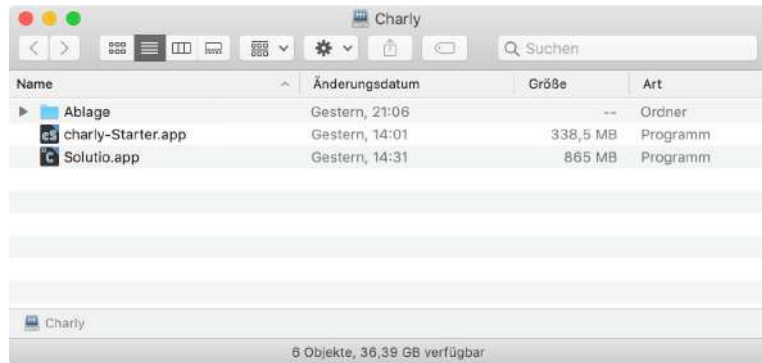 Charly
Suchen
Name Änderungsdatum Größe Art
Ablage Gestern, 21:06 -- Ordner
charly-Starter.app Gestern, 14:01 338,5 MB Programm
Solutio.app Gestern, 14:31 865 MB Programm
Charly
6 Objekte, 36,39 GB verfügbar